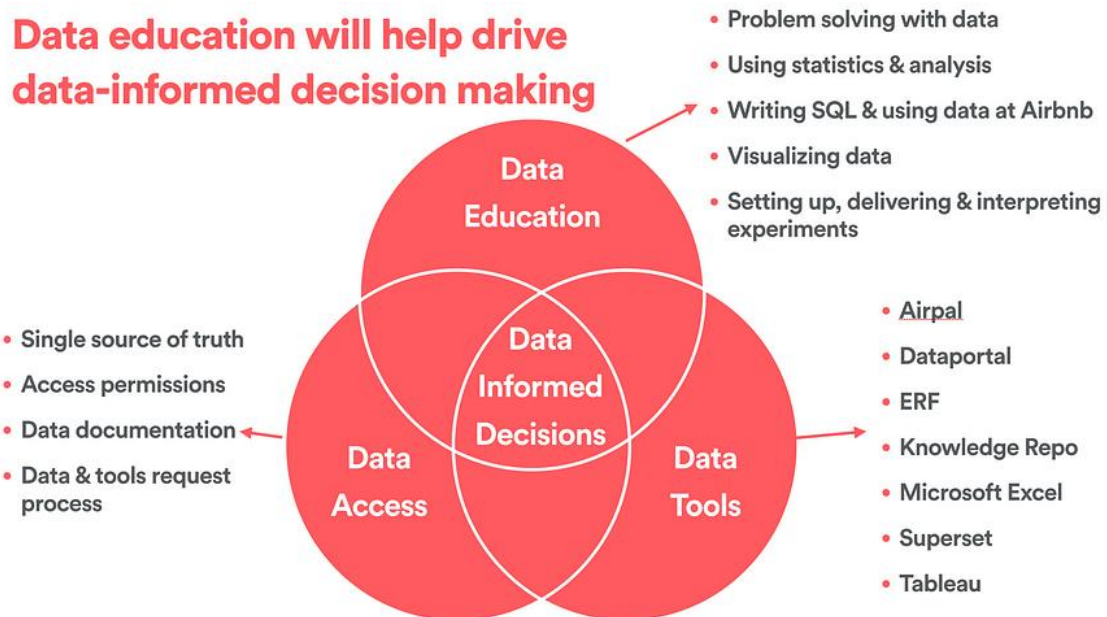 Data education will help drive
data-informed decision making
• Problem solving with data
• Using statistics & analysis
• Writing SQL & using data at Airbnb
• Visualizing data
• Setting up, delivering & interpreting
experiments
Data
Education
Data
Informed
Decisions
Data
Access
Data
Tools
• Single source of truth
• Access permissions
• Data documentation
• Data & tools request
process
• Airpal
• Dataportal
• ERF
• Knowledge Repo
• Microsoft Excel
• Superset
• Tableau